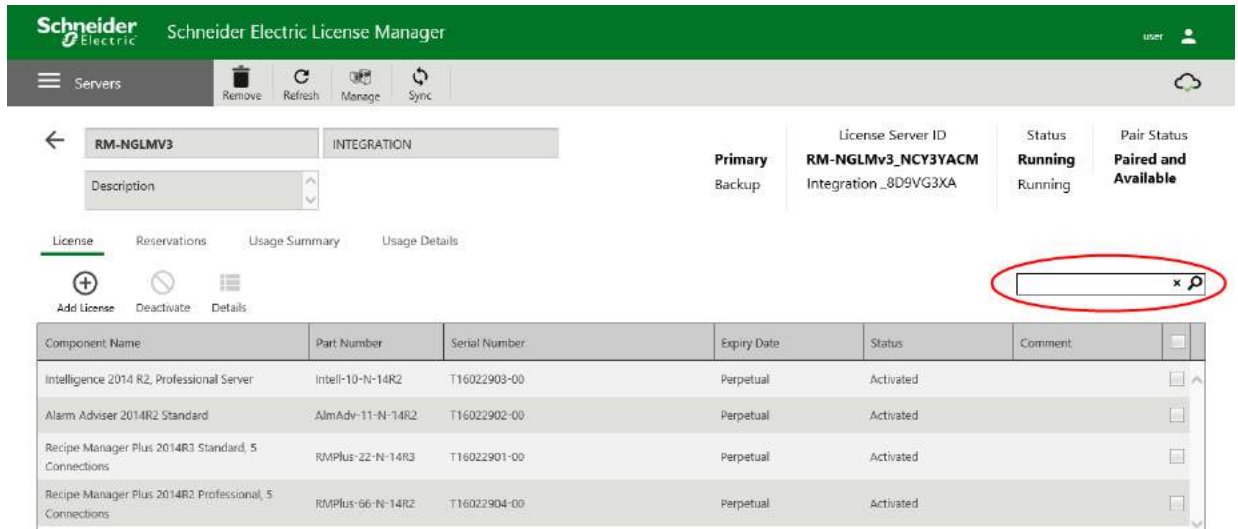 Schneider Electric Schneider Electric License Manager user
Servers Remove Refresh Manage Sync
RM-NGLMV3 INTEGRATION
Description
License Server ID Status Pair Status
Primary RM-NGLMv3_NCY3YACM Running Paired and
Backup Integration _8D9VG3XA Running Available
License Reservations Usage Summary Usage Details
Add License Deactivate Details
Component Name Part Number Serial Number Expiry Date Status Comment
Intelligence 2014 R2, Professional Server Intell-10-N-14R2 T16022903-00 Perpetual Activated
Alarm Adviser 2014R2 Standard AlmAdv-11-N-14R2 T16022902-00 Perpetual Activated
Recipe Manager Plus 2014R3 Standard, 5
Connections RMPlus-22-N-14R3 T16022901-00 Perpetual Activated
Recipe Manager Plus 2014R2 Professional, 5
Connections RMPlus-66-N-14R2 T16022904-00 Perpetual Activated